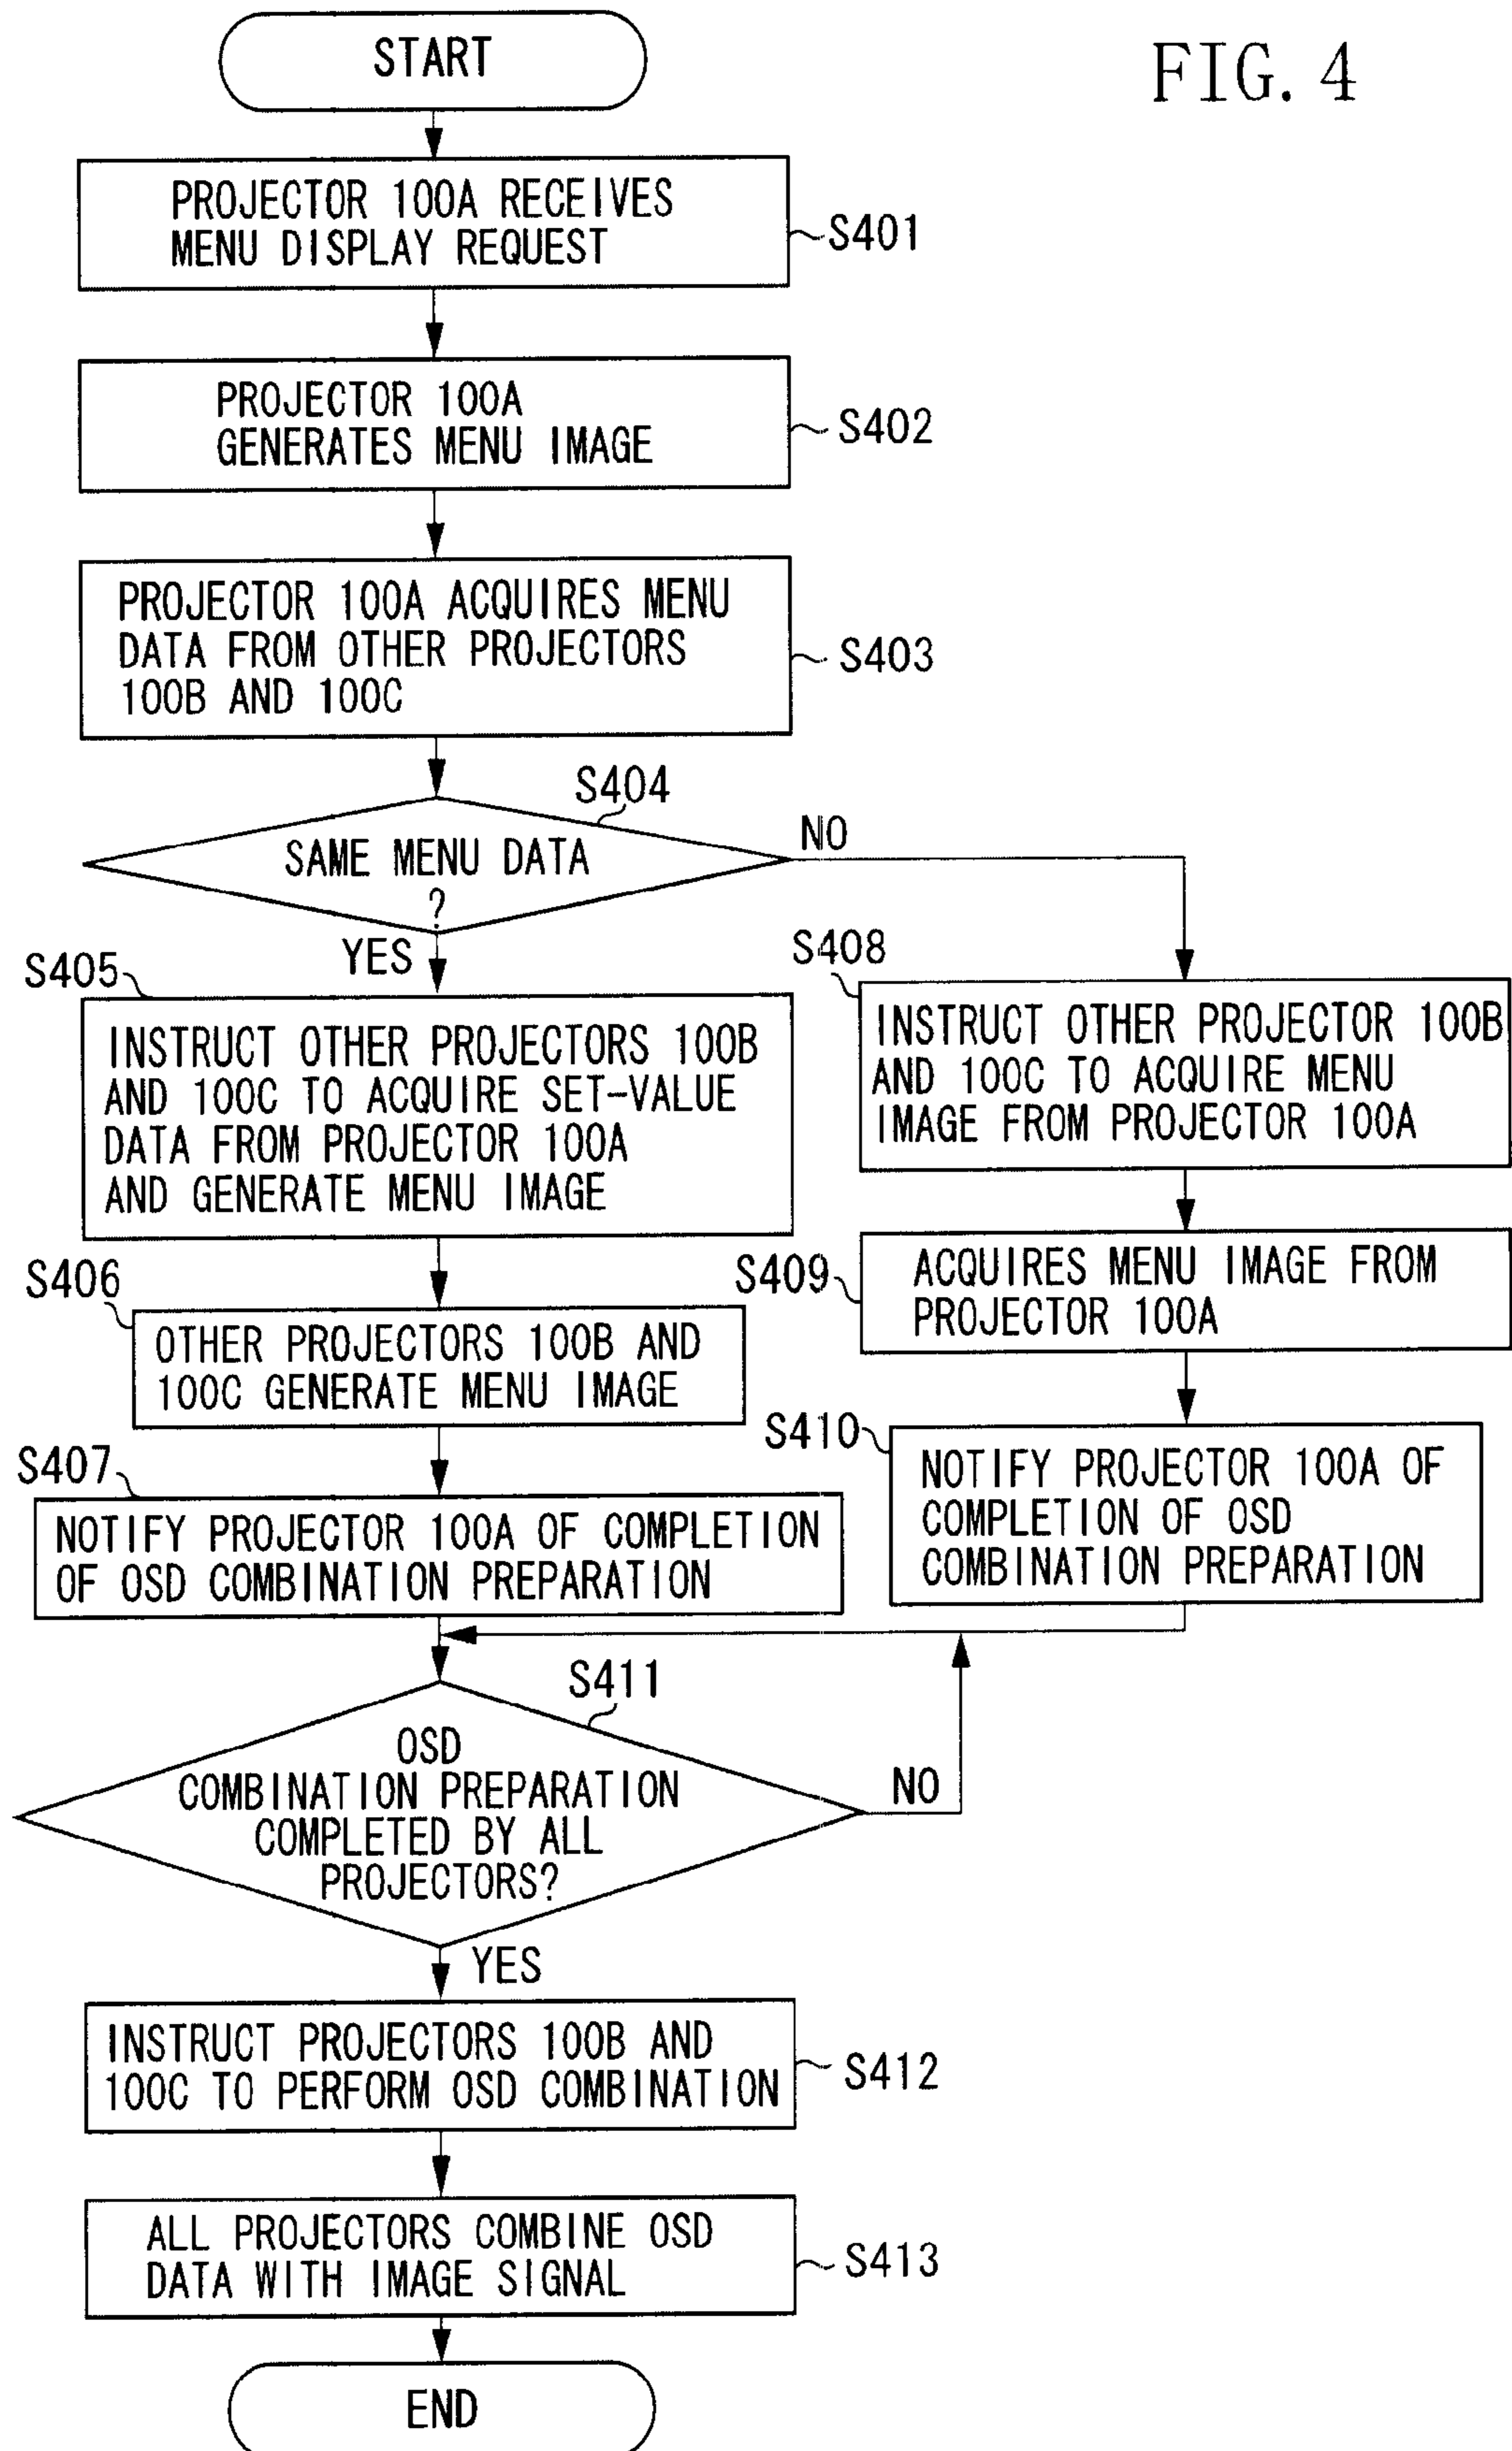 START
FIG. 4
PROJECTOR 100A RECEIVES
MENU DISPLAY REQUEST
S401
PROJECTOR 100A
GENERATES MENU IMAGE
S402
PROJECTOR 100A ACQUIRES MENU
DATA FROM OTHER PROJECTORS
100B AND 100C
S403
S404
SAME MENU DATA
?
NO
YES
S405
INSTRUCT OTHER PROJECTORS 100B
AND 100C TO ACQUIRE SET-VALUE
DATA FROM PROJECTOR 100A
AND GENERATE MENU IMAGE
S408
INSTRUCT OTHER PROJECTOR 100B
AND 100C TO ACQUIRE MENU
IMAGE FROM PROJECTOR 100A
S406
OTHER PROJECTORS 100B AND
100C GENERATE MENU IMAGE
S409
ACQUIRES MENU IMAGE FROM
PROJECTOR 100A
S407
NOTIFY PROJECTOR 100A OF COMPLETION
OF OSD COMBINATION PREPARATION
S410
NOTIFY PROJECTOR 100A OF
COMPLETION OF OSD
COMBINATION PREPARATION
S411
OSD
COMBINATION PREPARATION
COMPLETED BY ALL
PROJECTORS?
NO
YES
INSTRUCT PROJECTORS 100B AND
100C TO PERFORM OSD COMBINATION
S412
ALL PROJECTORS COMBINE OSD
DATA WITH IMAGE SIGNAL
S413
END